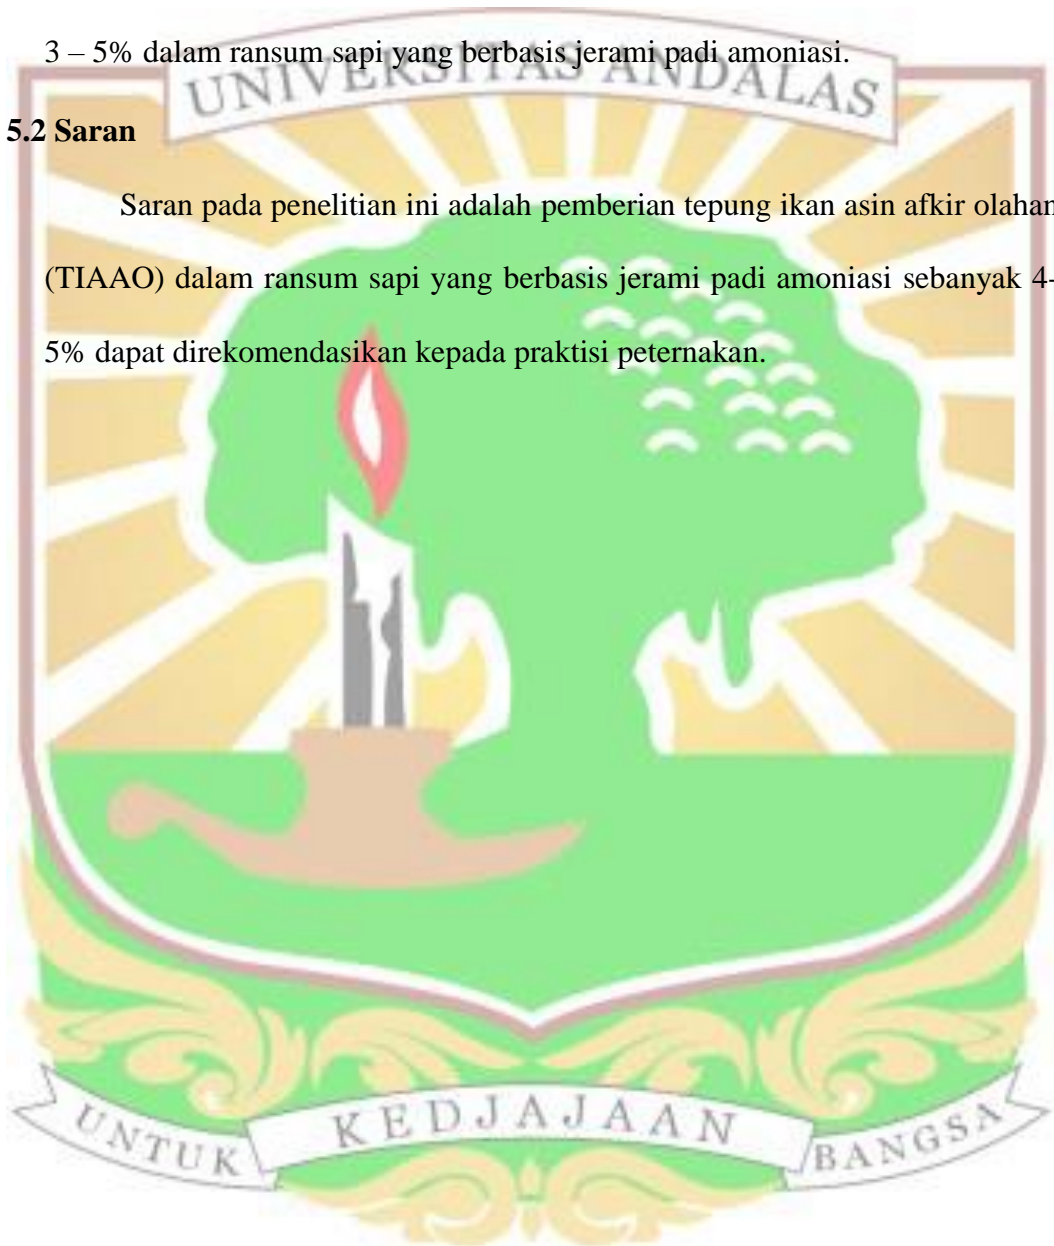 3 – 5% dalam ransum sapi yang berbasis jerami padi amoniasi.
UNIVERSITAS ANDALAS
5.2 Saran
Saran pada penelitian ini adalah pemberian tepung ikan asin afkir olahan
(TIAAO) dalam ransum sapi yang berbasis jerami padi amoniasi sebanyak 4-
5% dapat direkomendasikan kepada praktisi peternakan.
UNTUK KEDJAJAAN BANGSA